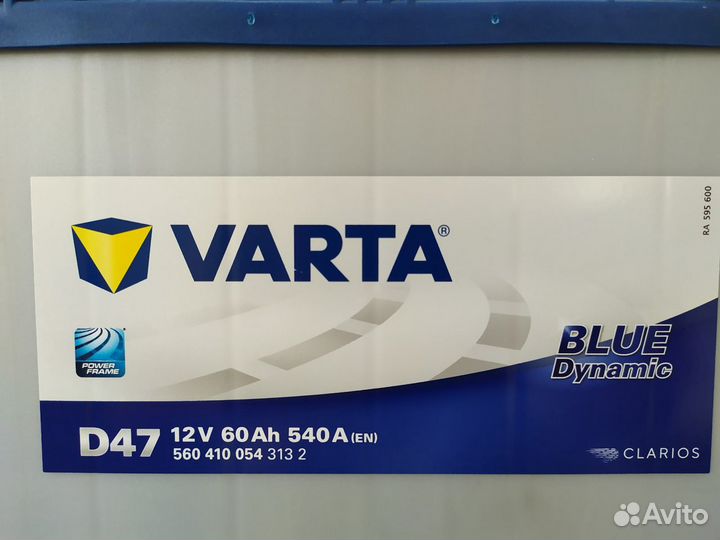 RA 595 600
VARTA®
POWER
FRAME
BLUE
Dynamic
D47 12V 60Ah 540A (EN)
560 410 054 313 2
CLARIOS
Avito